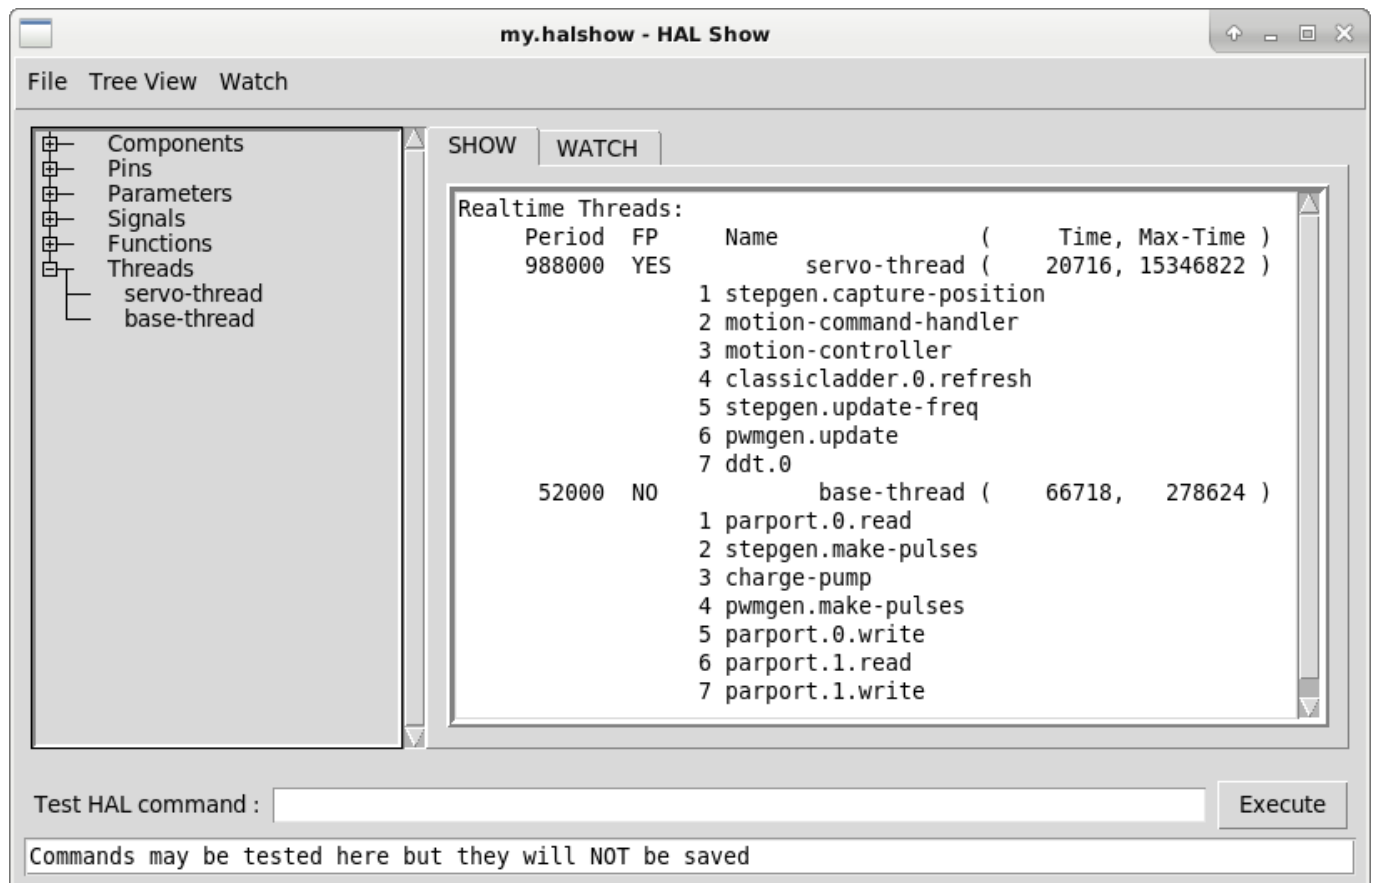 my.halshow - HAL Show
File Tree View Watch
Components
Pins
Parameters
Signals
Functions
Threads
servo-thread
base-thread
SHOW WATCH
Realtime Threads:
     Period  FP     Name               (     Time, Max-Time )
     988000  YES          servo-thread (    20716, 15346822 )
                  1 stepgen.capture-position
                  2 motion-command-handler
                  3 motion-controller
                  4 classicladder.0.refresh
                  5 stepgen.update-freq
                  6 pwmgen.update
                  7 ddt.0
      52000  NO            base-thread (    66718,   278624 )
                  1 parport.0.read
                  2 stepgen.make-pulses
                  3 charge-pump
                  4 pwmgen.make-pulses
                  5 parport.0.write
                  6 parport.1.read
                  7 parport.1.write
Test HAL command : Execute
Commands may be tested here but they will NOT be saved